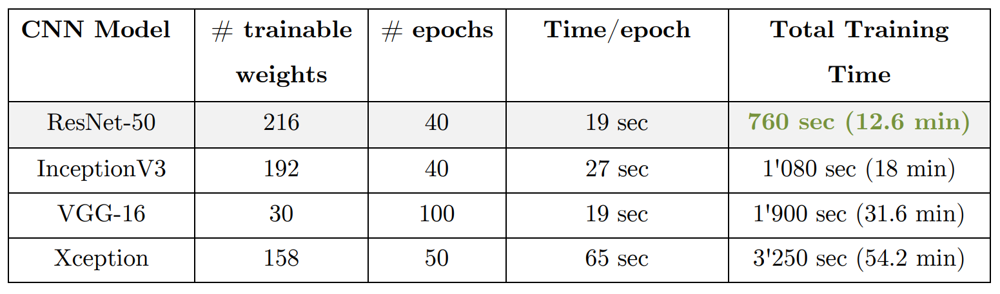 CNN Model # trainable weights # epochs Time/epoch Total Training Time
ResNet-50 216 40 19 sec 760 sec (12.6 min)
InceptionV3 192 40 27 sec 1'080 sec (18 min)
VGG-16 30 100 19 sec 1'900 sec (31.6 min)
Xception 158 50 65 sec 3'250 sec (54.2 min)